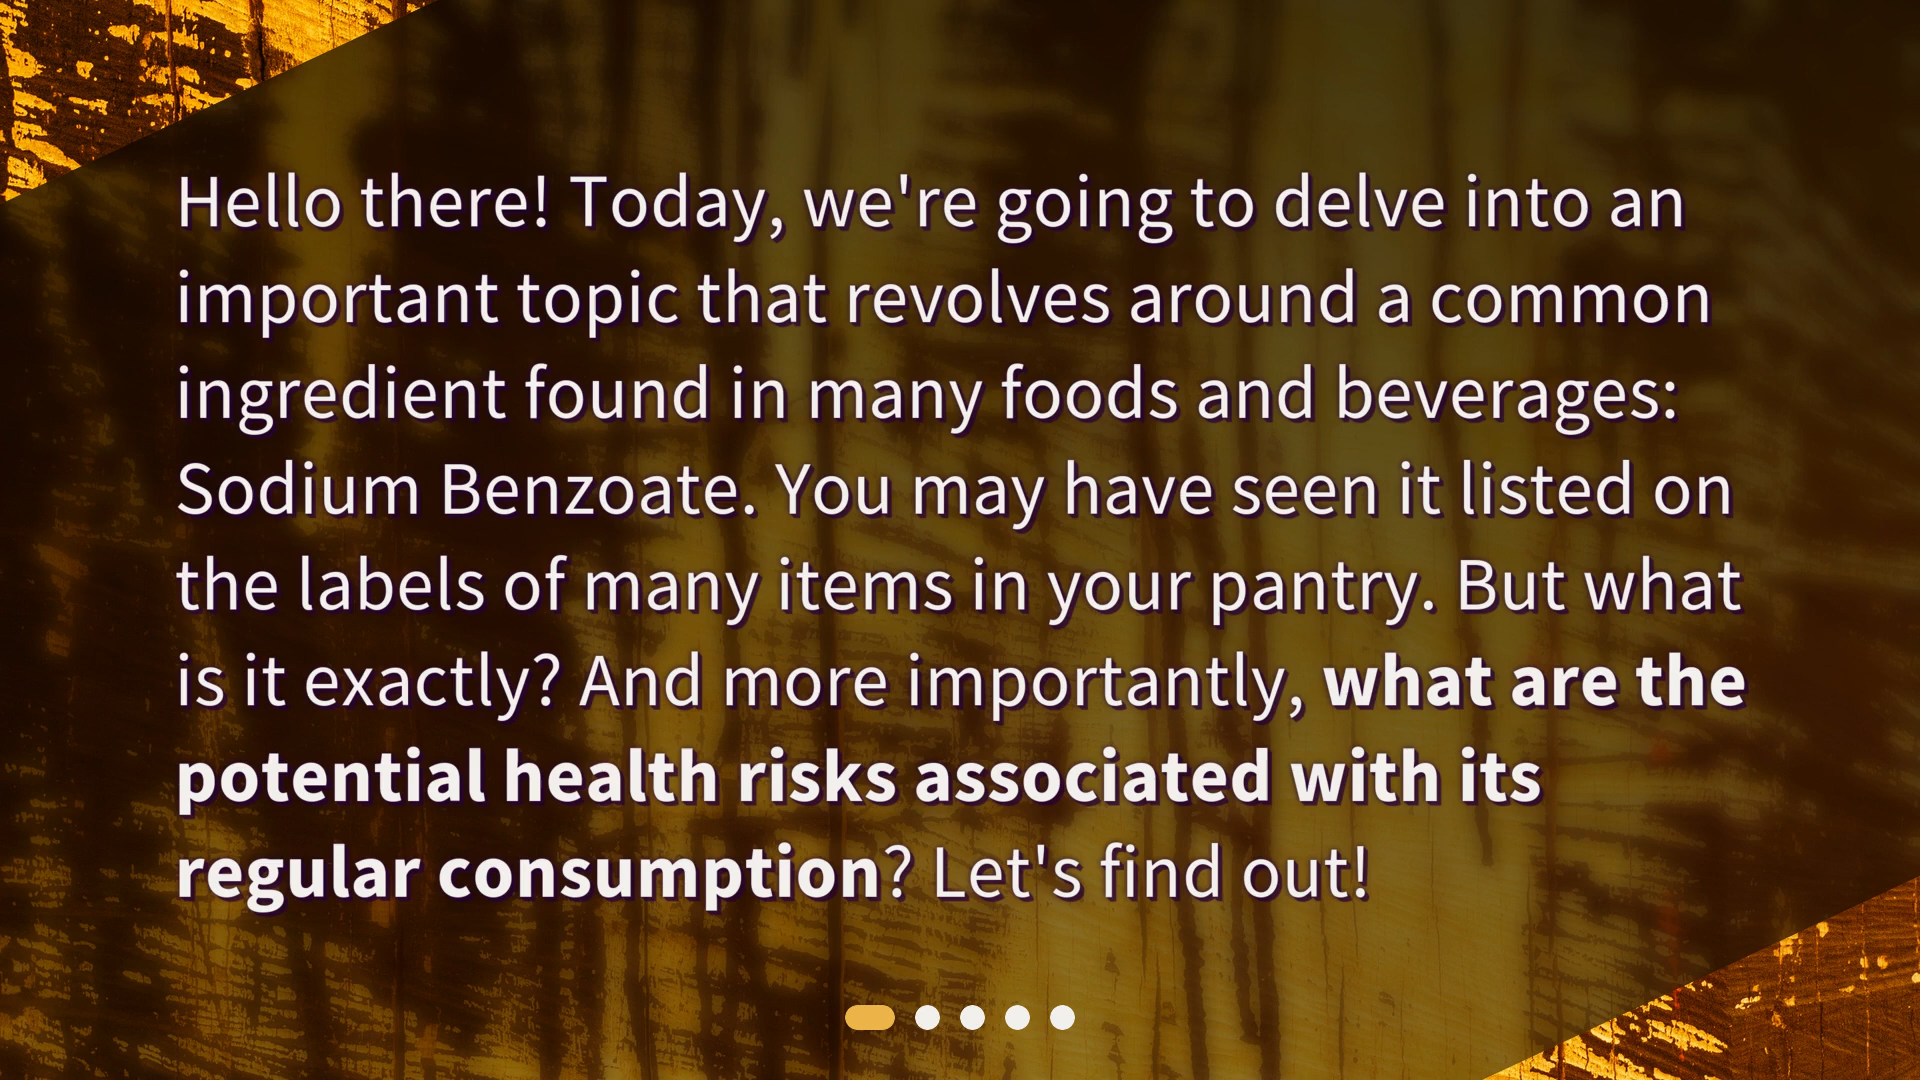 Hello there! Today, we're going to delve into an
important topic that revolves around a common
ingredient found in many foods and beverages:
Sodium Benzoate. You may have seen it listed on
the labels of many items in your pantry. But what
is it exactly? And more importantly, what are the
potential health risks associated with its
regular consumption? Let's find out!